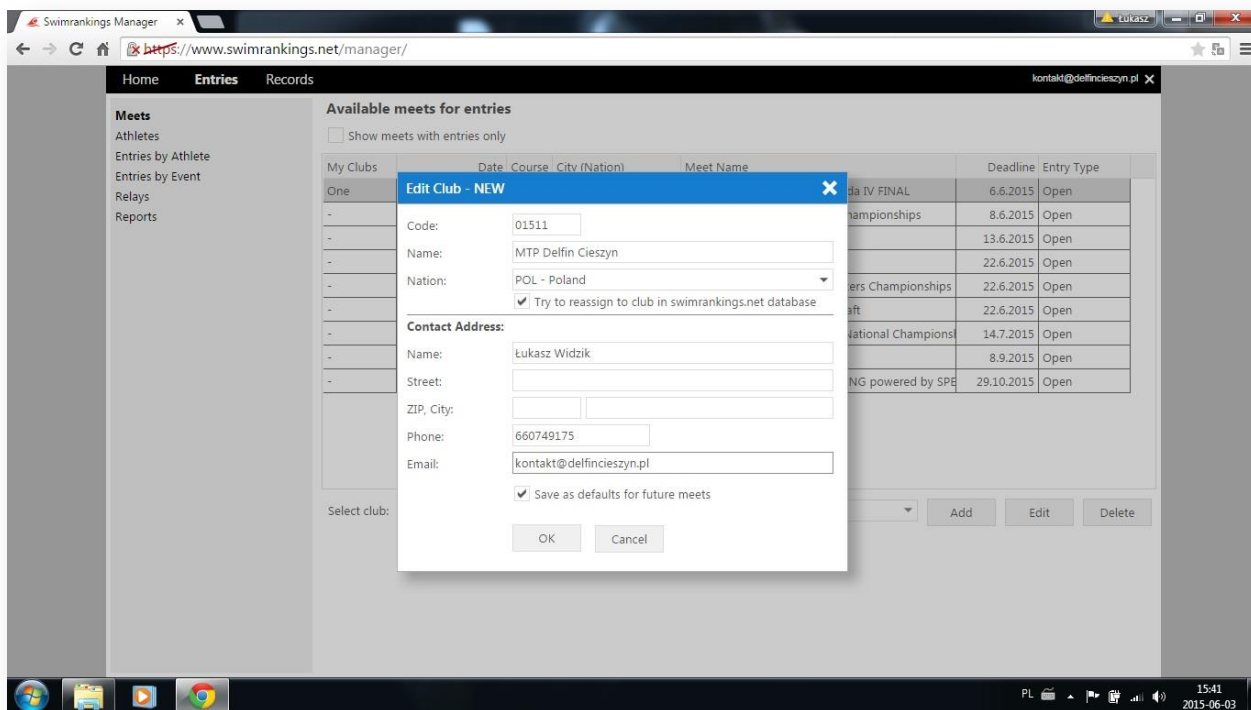 Swimrankings Manager
Łukasz
https://www.swimrankings.net/manager/
Home Entries Records kontakt@delfincieszyn.pl
Meets
Athletes
Entries by Athlete
Entries by Event
Relays
Reports
Available meets for entries
Show meets with entries only
My Clubs Date Course City (Nation) Meet Name Deadline Entry Type
One da IV FINAL 6.6.2015 Open
- hampionships 8.6.2015 Open
- 13.6.2015 Open
- 22.6.2015 Open
- ers Championships 22.6.2015 Open
- aft 22.6.2015 Open
- National Championsl 14.7.2015 Open
- 8.9.2015 Open
- NG powered by SPE 29.10.2015 Open
Select club: Add Edit Delete
Edit Club - NEW
Code: 01511
Name: MTP Delfin Cieszyn
Nation: POL - Poland
Try to reassign to club in swimrankings.net database
Contact Address:
Name: Łukasz Widzik
Street:
ZIP, City:
Phone: 660749175
Email: kontakt@delfincieszyn.pl
Save as defaults for future meets
OK Cancel
PL 15:41
2015-06-03